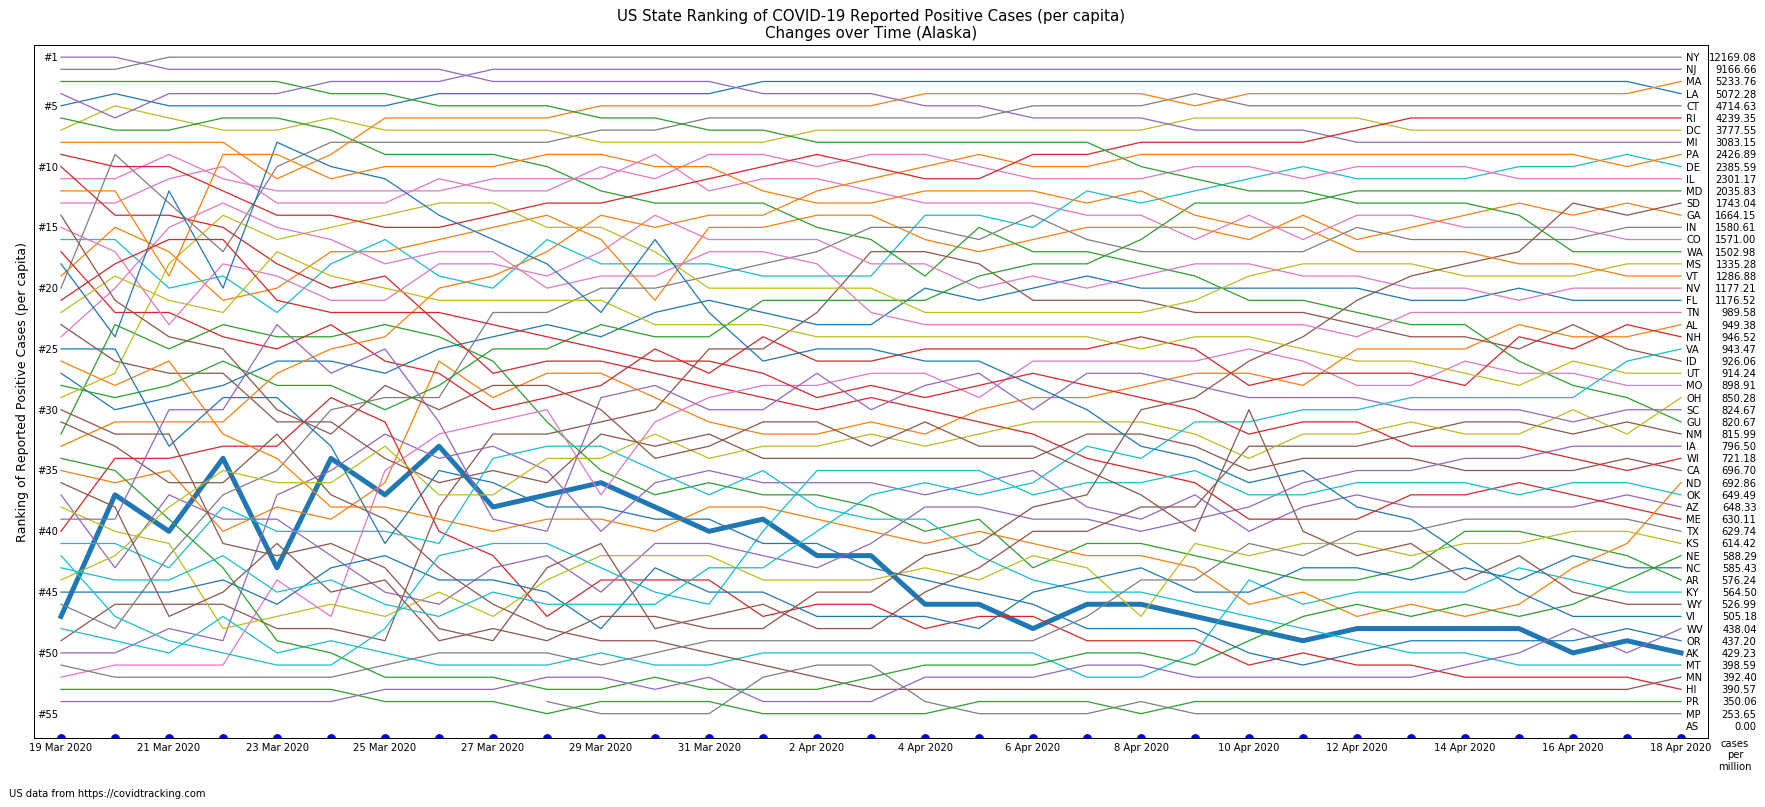 US State Ranking of COVID-19 Reported Positive Cases (per capita)
Changes over Time (Alaska)
Ranking of Reported Positive Cases (per capita)
#1
#5
#10
#15
#20
#25
#30
#35
#40
#45
#50
#55
NY 12169.08
NJ 9166.66
MA 5233.76
LA 5072.28
CT 4714.63
RI 4239.35
DC 3777.55
MI 3083.15
PA 2426.89
DE 2385.59
IL 2301.17
MD 2035.83
SD 1743.04
GA 1664.15
IN 1580.61
CO 1571.00
WA 1502.98
MS 1335.28
VT 1286.88
NV 1177.21
FL 1176.52
TN 989.58
AL 949.38
NH 946.52
VA 943.47
ID 926.06
UT 914.24
MO 898.91
OH 850.28
SC 824.67
GU 820.67
NM 815.99
IA 796.50
WI 721.18
CA 696.70
ND 692.86
OK 649.49
AZ 648.33
ME 630.11
TX 629.74
KS 614.42
NE 588.29
NC 585.43
AR 576.24
KY 564.50
WY 526.99
VI 505.18
WV 438.04
OR 437.20
AK 429.23
MT 398.59
MN 392.40
HI 390.57
PR 350.06
MP 253.65
AS 0.00
19 Mar 2020
21 Mar 2020
23 Mar 2020
25 Mar 2020
27 Mar 2020
29 Mar 2020
31 Mar 2020
2 Apr 2020
4 Apr 2020
6 Apr 2020
8 Apr 2020
10 Apr 2020
12 Apr 2020
14 Apr 2020
16 Apr 2020
18 Apr 2020
cases
per
million
US data from https://covidtracking.com